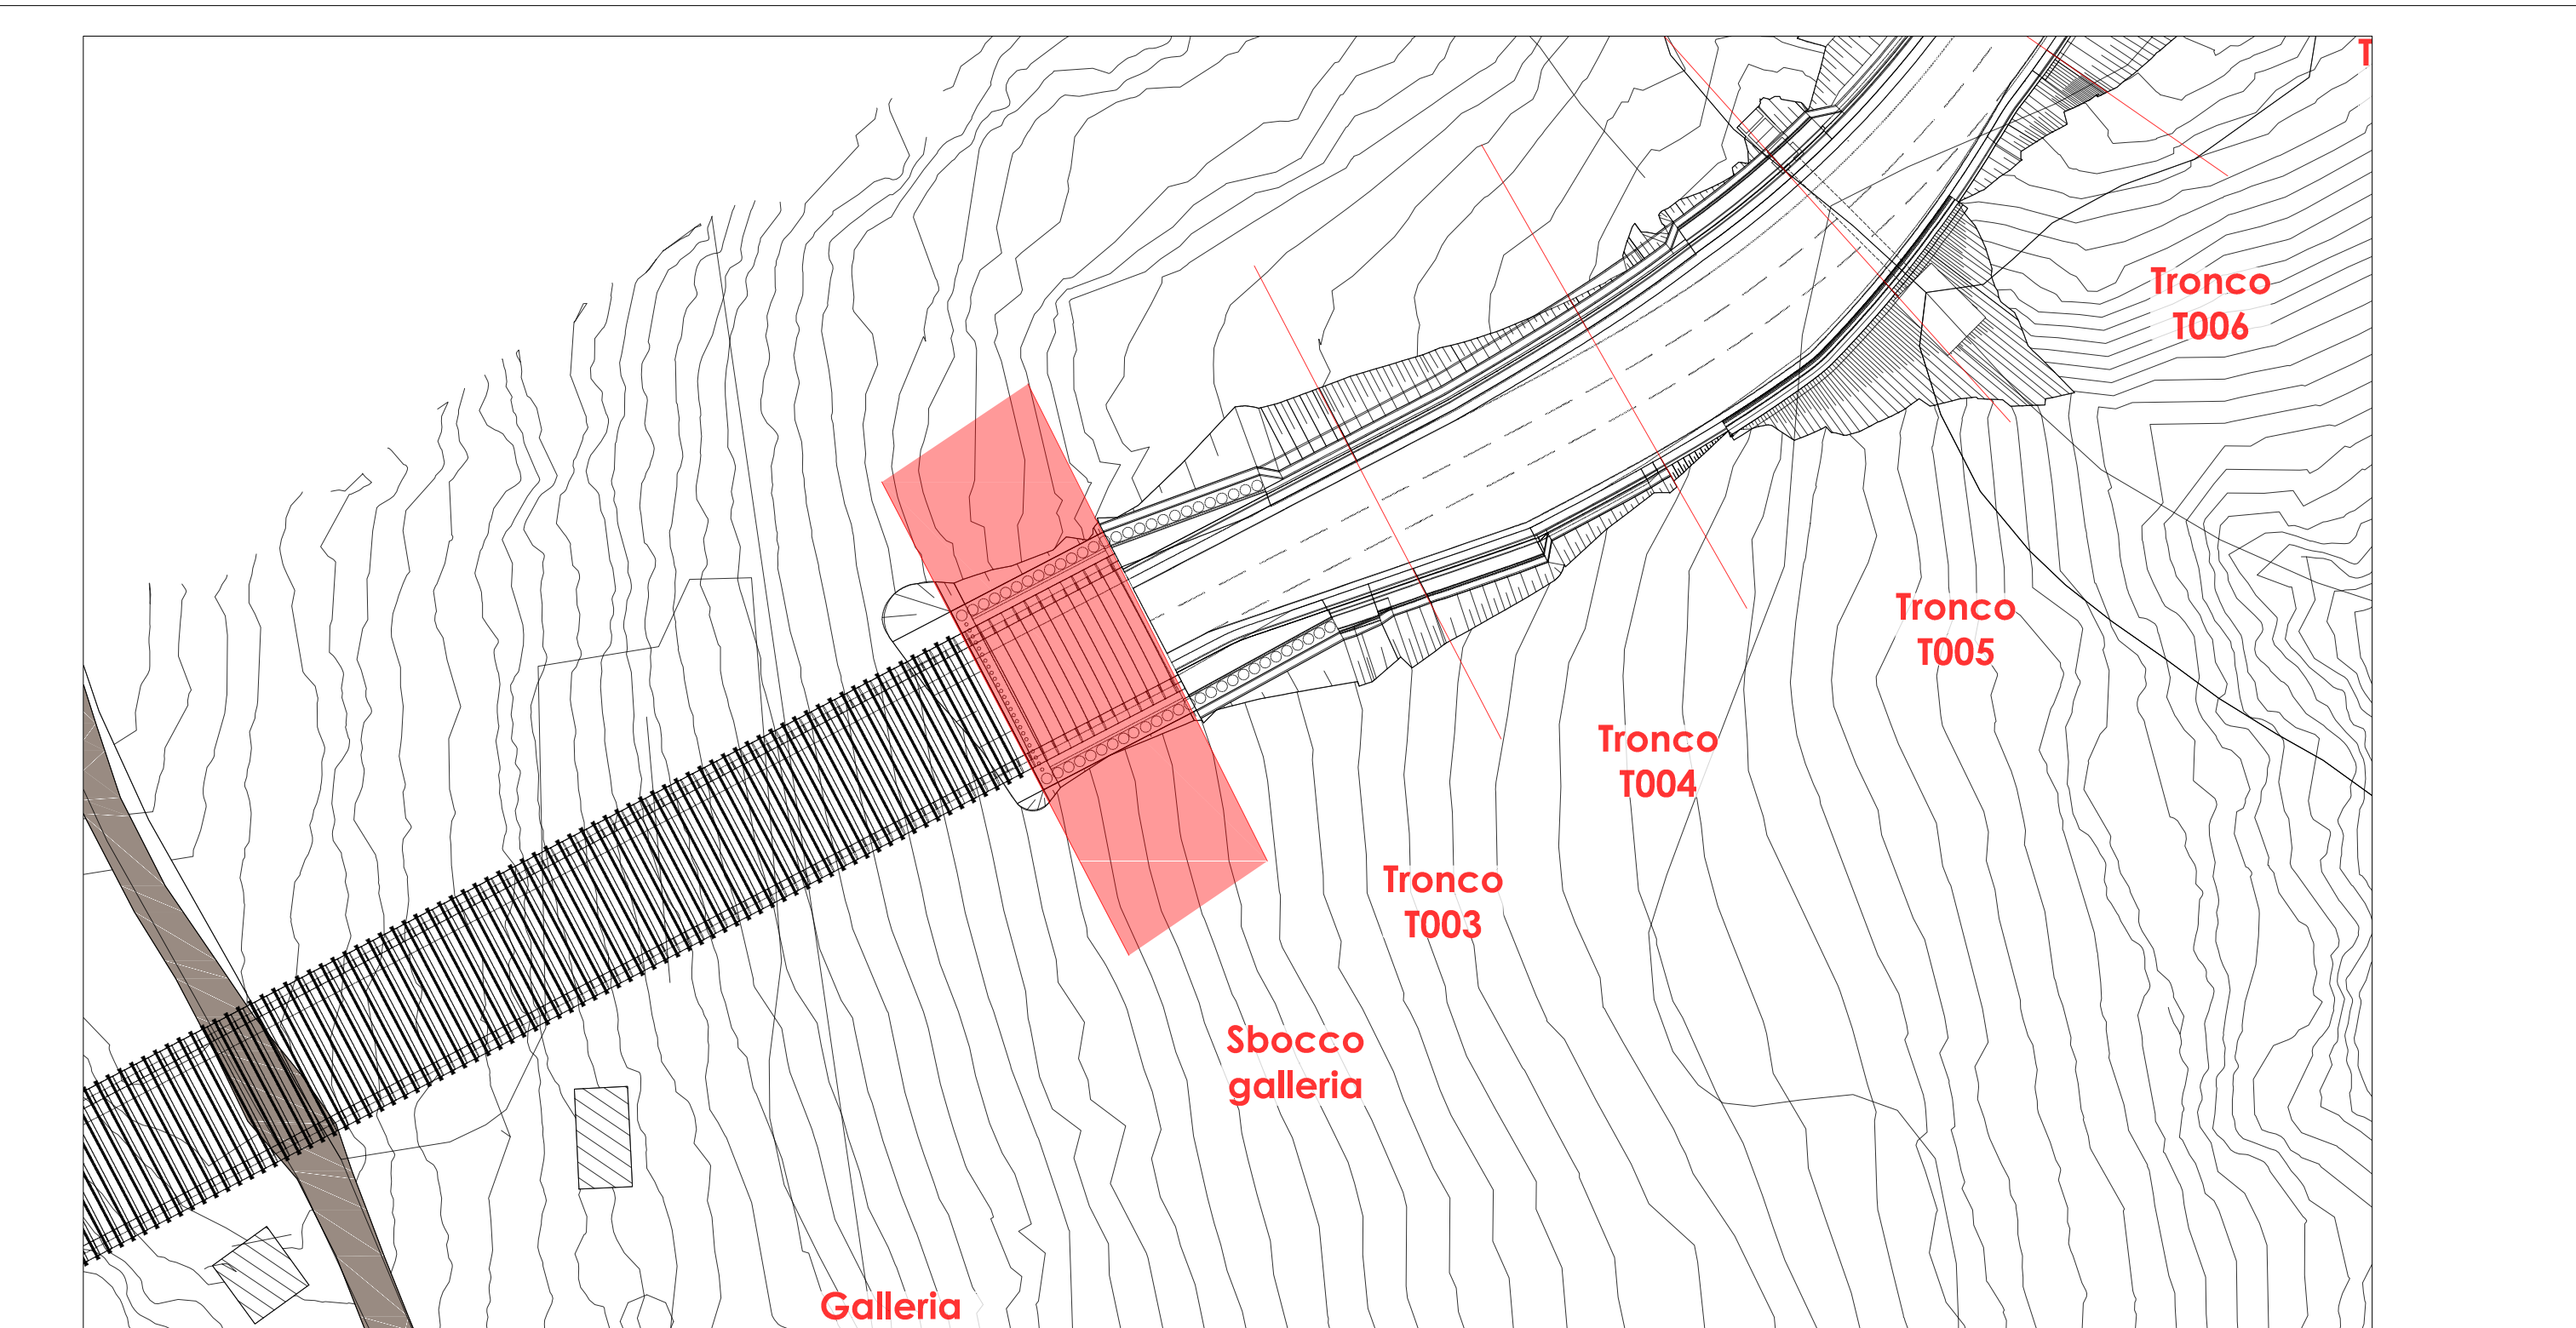 T
Tronco
T006
Tronco
T005
Tronco
T004
Tronco
T003
Sbocco
galleria
Galleria